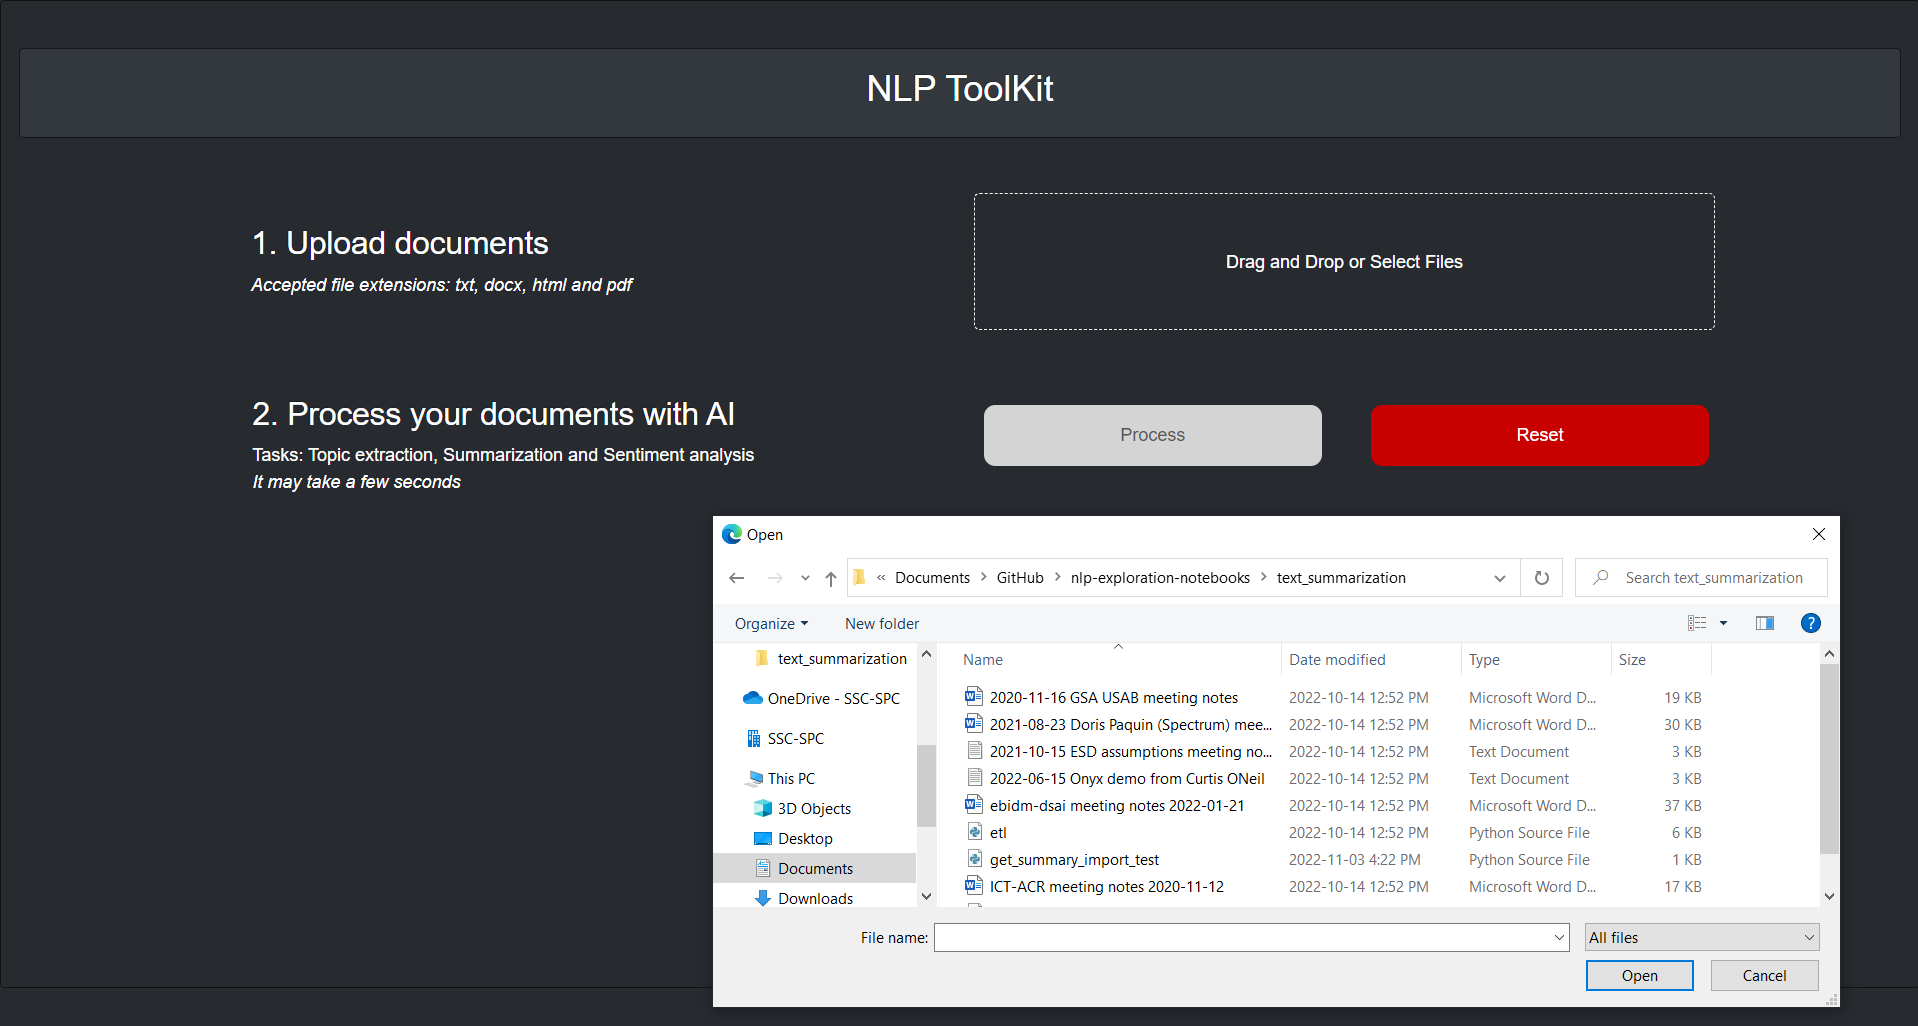 NLP ToolKit
1. Upload documents
Accepted file extensions: txt, docx, html and pdf
Drag and Drop or Select Files
2. Process your documents with AI
Tasks: Topic extraction, Summarization and Sentiment analysis
It may take a few seconds
Process
Reset
Open
« Documents > GitHub > nlp-exploration-notebooks > text_summarization
Search text_summarization
Organize
New folder
?
text_summarization
OneDrive - SSC-SPC
SSC-SPC
This PC
3D Objects
Desktop
Documents
Downloads
Name Date modified Type Size
2020-11-16 GSA USAB meeting notes 2022-10-14 12:52 PM Microsoft Word D... 19 KB
2021-08-23 Doris Paquin (Spectrum) mee... 2022-10-14 12:52 PM Microsoft Word D... 30 KB
2021-10-15 ESD assumptions meeting no... 2022-10-14 12:52 PM Text Document 3 KB
2022-06-15 Onyx demo from Curtis ONeil 2022-10-14 12:52 PM Text Document 3 KB
ebidm-dsai meeting notes 2022-01-21 2022-10-14 12:52 PM Microsoft Word D... 37 KB
etl 2022-10-14 12:52 PM Python Source File 6 KB
get_summary_import_test 2022-11-03 4:22 PM Python Source File 1 KB
ICT-ACR meeting notes 2020-11-12 2022-10-14 12:52 PM Microsoft Word D... 17 KB
File name:
All files
Open
Cancel